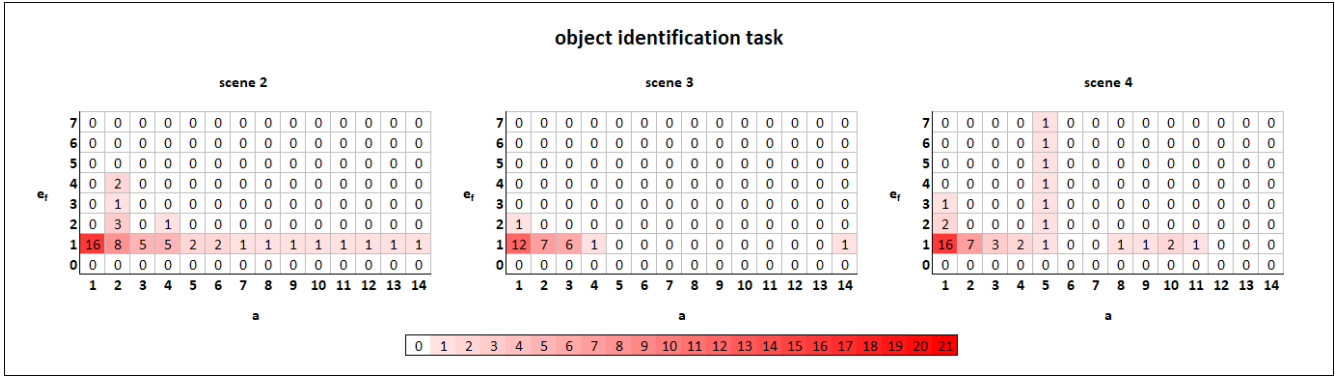 object identification task
scene 2 scene 3 scene 4
7 0 0 0 0 0 0 0 0 0 0 0 0 0 0 7 0 0 0 0 0 0 0 0 0 0 0 0 0 0 7 0 0 0 0 1 0 0 0 0 0 0 0 0 0
6 0 0 0 0 0 0 0 0 0 0 0 0 0 0 6 0 0 0 0 0 0 0 0 0 0 0 0 0 0 6 0 0 0 0 1 0 0 0 0 0 0 0 0 0
5 0 0 0 0 0 0 0 0 0 0 0 0 0 0 5 0 0 0 0 0 0 0 0 0 0 0 0 0 0 5 0 0 0 0 1 0 0 0 0 0 0 0 0 0
4 0 2 0 0 0 0 0 0 0 0 0 0 0 0 4 0 0 0 0 0 0 0 0 0 0 0 0 0 0 4 0 0 0 0 1 0 0 0 0 0 0 0 0 0
ef ef ef
3 0 1 0 0 0 0 0 0 0 0 0 0 0 0 3 0 0 0 0 0 0 0 0 0 0 0 0 0 0 3 1 0 0 0 1 0 0 0 0 0 0 0 0 0
2 0 3 0 1 0 0 0 0 0 0 0 0 0 0 2 1 0 0 0 0 0 0 0 0 0 0 0 0 0 2 2 0 0 0 1 0 0 0 0 0 0 0 0 0
1 16 8 5 5 2 2 1 1 1 1 1 1 1 1 1 12 7 6 1 0 0 0 0 0 0 0 0 0 1 1 16 7 3 2 1 0 0 1 1 2 1 0 0 0
0 0 0 0 0 0 0 0 0 0 0 0 0 0 0 0 0 0 0 0 0 0 0 0 0 0 0 0 0 0 0 0 0 0 0 0 0 0 0 0 0 0 0 0 0
1 2 3 4 5 6 7 8 9 10 11 12 13 14 1 2 3 4 5 6 7 8 9 10 11 12 13 14 1 2 3 4 5 6 7 8 9 10 11 12 13 14
a a a
0 1 2 3 4 5 6 7 8 9 10 11 12 13 14 15 16 17 18 19 20 21